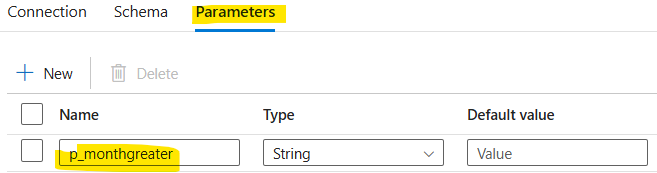 Connection Schema Parameters
+ New Delete
Name Type Default value
p_monthgreater String Value